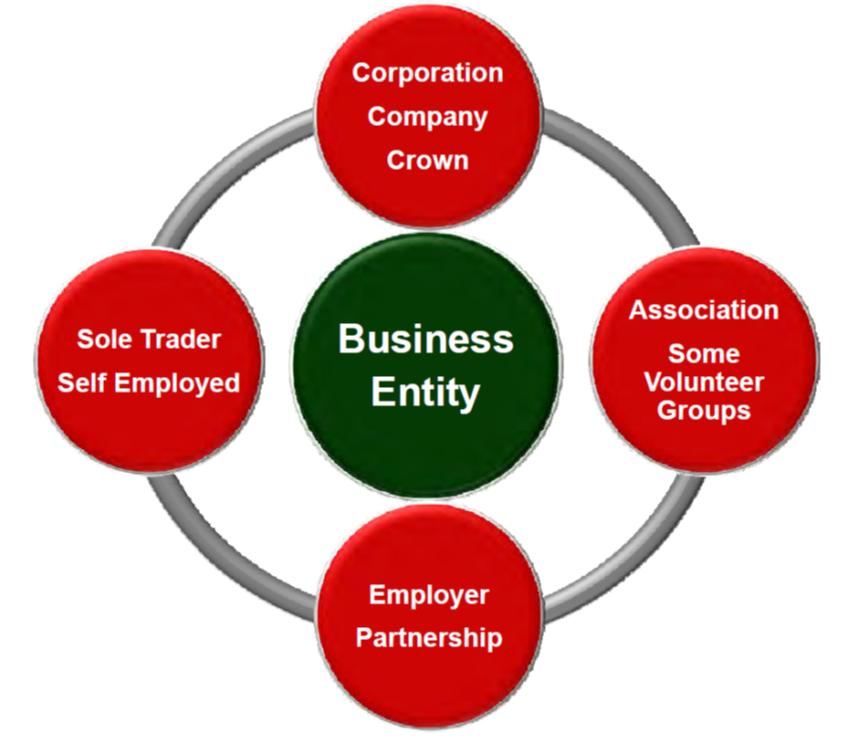 Corporation
Company
Crown
Sole Trader
Self Employed
Business
Entity
Association
Some
Volunteer
Groups
Employer
Partnership